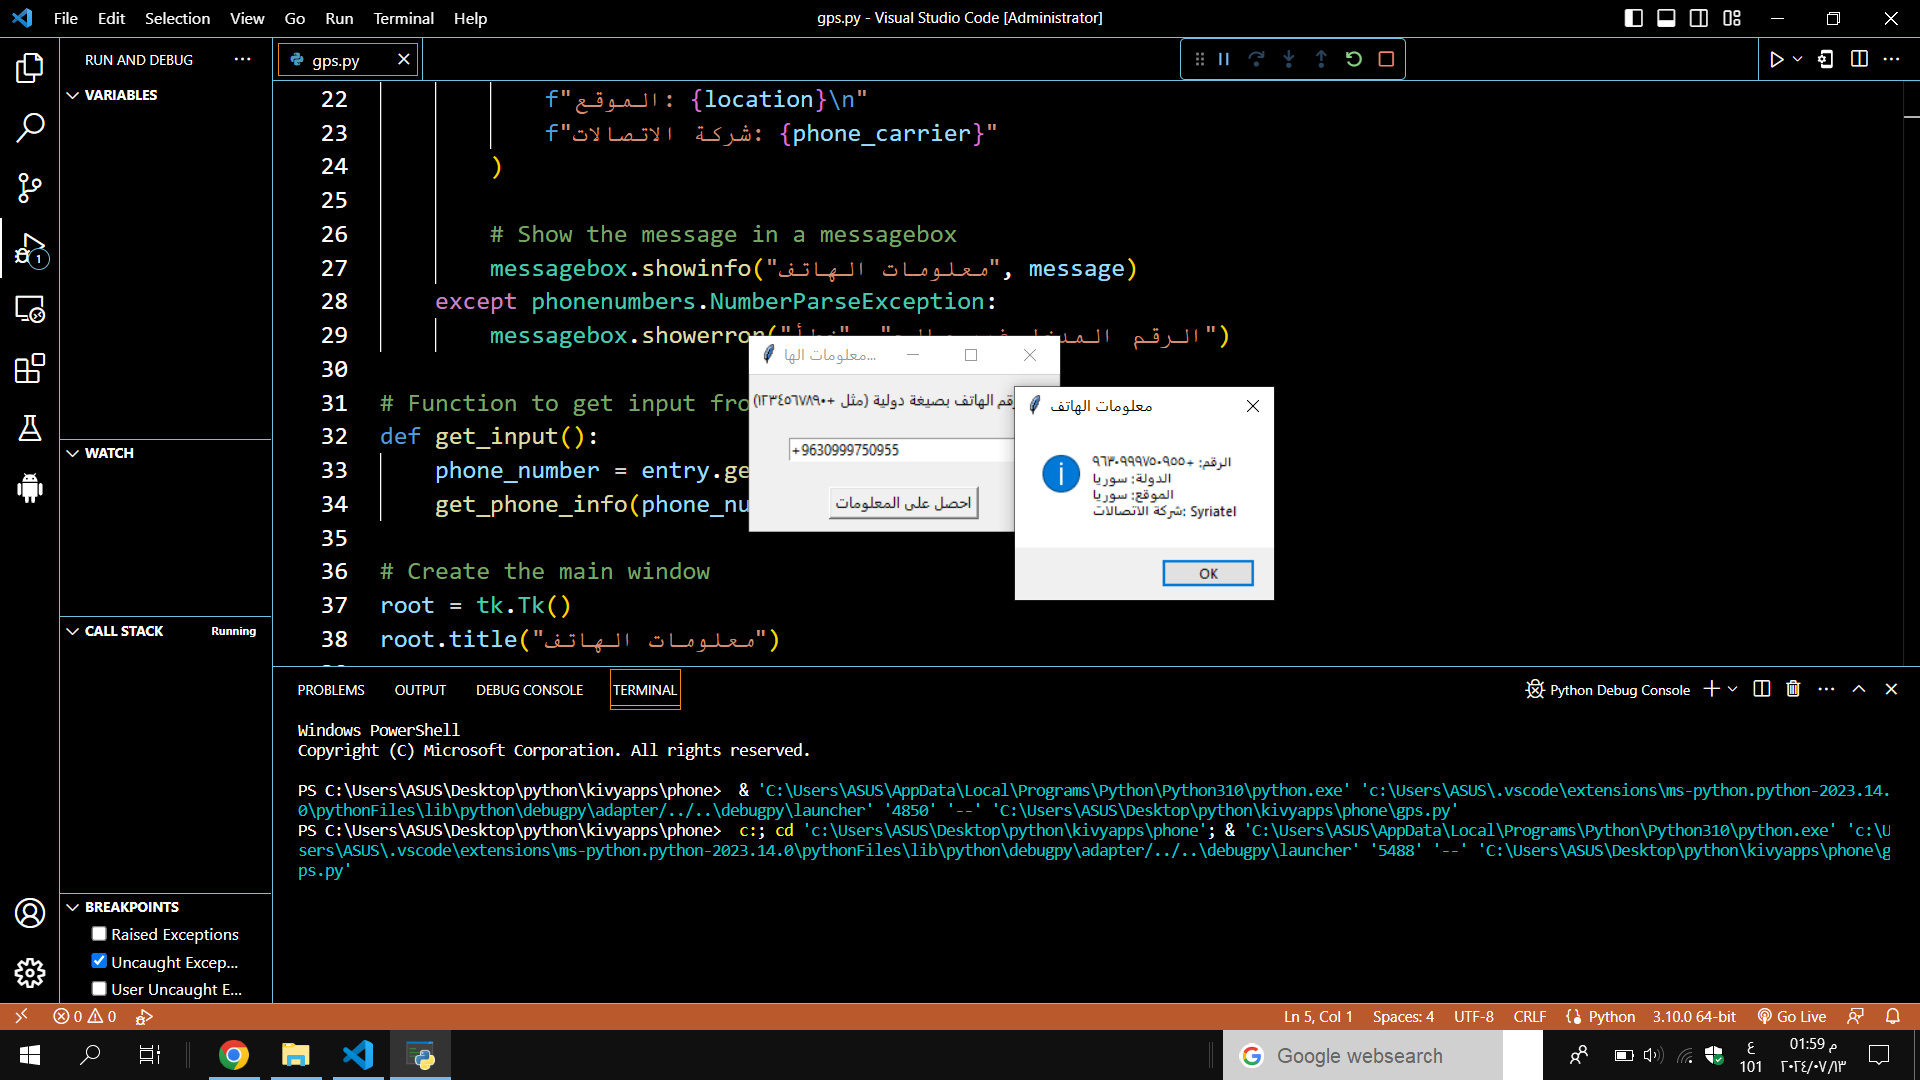 File Edit Selection View Go Run Terminal Help
gps.py - Visual Studio Code [Administrator]
RUN AND DEBUG
gps.py
VARIABLES
22 f"الموقع: {location}\n"
23 f"شركة الاتصالات: {phone_carrier}"
24 )
25
26 # Show the message in a messagebox
27 messagebox.showinfo("معلومات الهاتف", message)
28 except phonenumbers.NumberParseException:
29 messagebox.showerror("خطأ", "الرقم المدخل")
30
31 # Function to get input fro
32 def get_input():
33 phone_number = entry.ge
34 get_phone_info(phone_nu
35
36 # Create the main window
37 root = tk.Tk()
38 root.title("معلومات الهاتف")
معلومات الها...
رقم الهاتف بصيغة دولية (مثل +١٢٣٤٥٦٧٨٩٠)
+9630999750955
احصل على المعلومات
معلومات الهاتف
الرقم: +٩٦٣٠٩٩٩٧٥٠٩٥٥
الدولة: سوريا
الموقع: سوريا
شركة الاتصالات: Syriatel
OK
WATCH
CALL STACK Running
BREAKPOINTS
Raised Exceptions
Uncaught Excep...
User Uncaught E...
1
PROBLEMS OUTPUT DEBUG CONSOLE TERMINAL
Python Debug Console
Windows PowerShell
Copyright (C) Microsoft Corporation. All rights reserved.
PS C:\Users\ASUS\Desktop\python\kivyapps\phone> & 'C:\Users\ASUS\AppData\Local\Programs\Python\Python310\python.exe' 'c:\Users\ASUS\.vscode\extensions\ms-python.python-2023.14.
0\pythonFiles\lib\python\debugpy\adapter/../..\debugpy\launcher' '4850' '--' 'C:\Users\ASUS\Desktop\python\kivyapps\phone\gps.py'
PS C:\Users\ASUS\Desktop\python\kivyapps\phone> c:; cd 'c:\Users\ASUS\Desktop\python\kivyapps\phone'; & 'C:\Users\ASUS\AppData\Local\Programs\Python\Python310\python.exe' 'c:\U
sers\ASUS\.vscode\extensions\ms-python.python-2023.14.0\pythonFiles\lib\python\debugpy\adapter/../..\debugpy\launcher' '5488' '--' 'C:\Users\ASUS\Desktop\python\kivyapps\phone\g
ps.py'
0 0
Ln 5, Col 1 Spaces: 4 UTF-8 CRLF Python 3.10.0 64-bit Go Live
Google websearch
ع
101
01:59 م
٢٠٢٤/٠٧/١٣